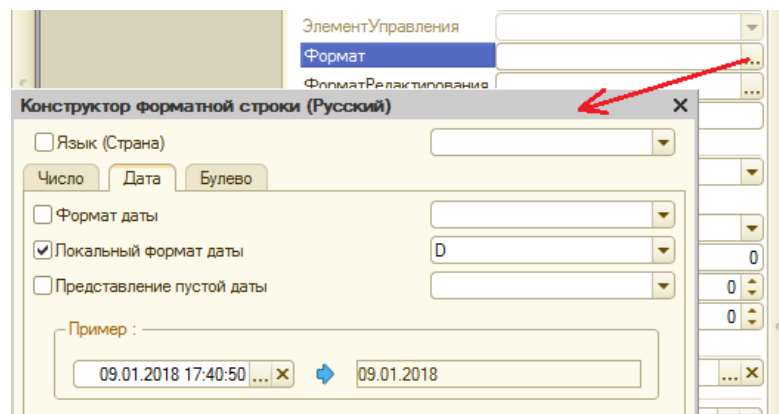 ЭлементУправления
Формат
...
ФорматРедактирования
...
Конструктор форматной строки (Русский)
Язык (Страна)
Число Дата Булево
Формат даты
Локальный формат даты D
0
Представление пустой даты
0
0
Пример :
09.01.2018 17:40:50 ... 09.01.2018
...